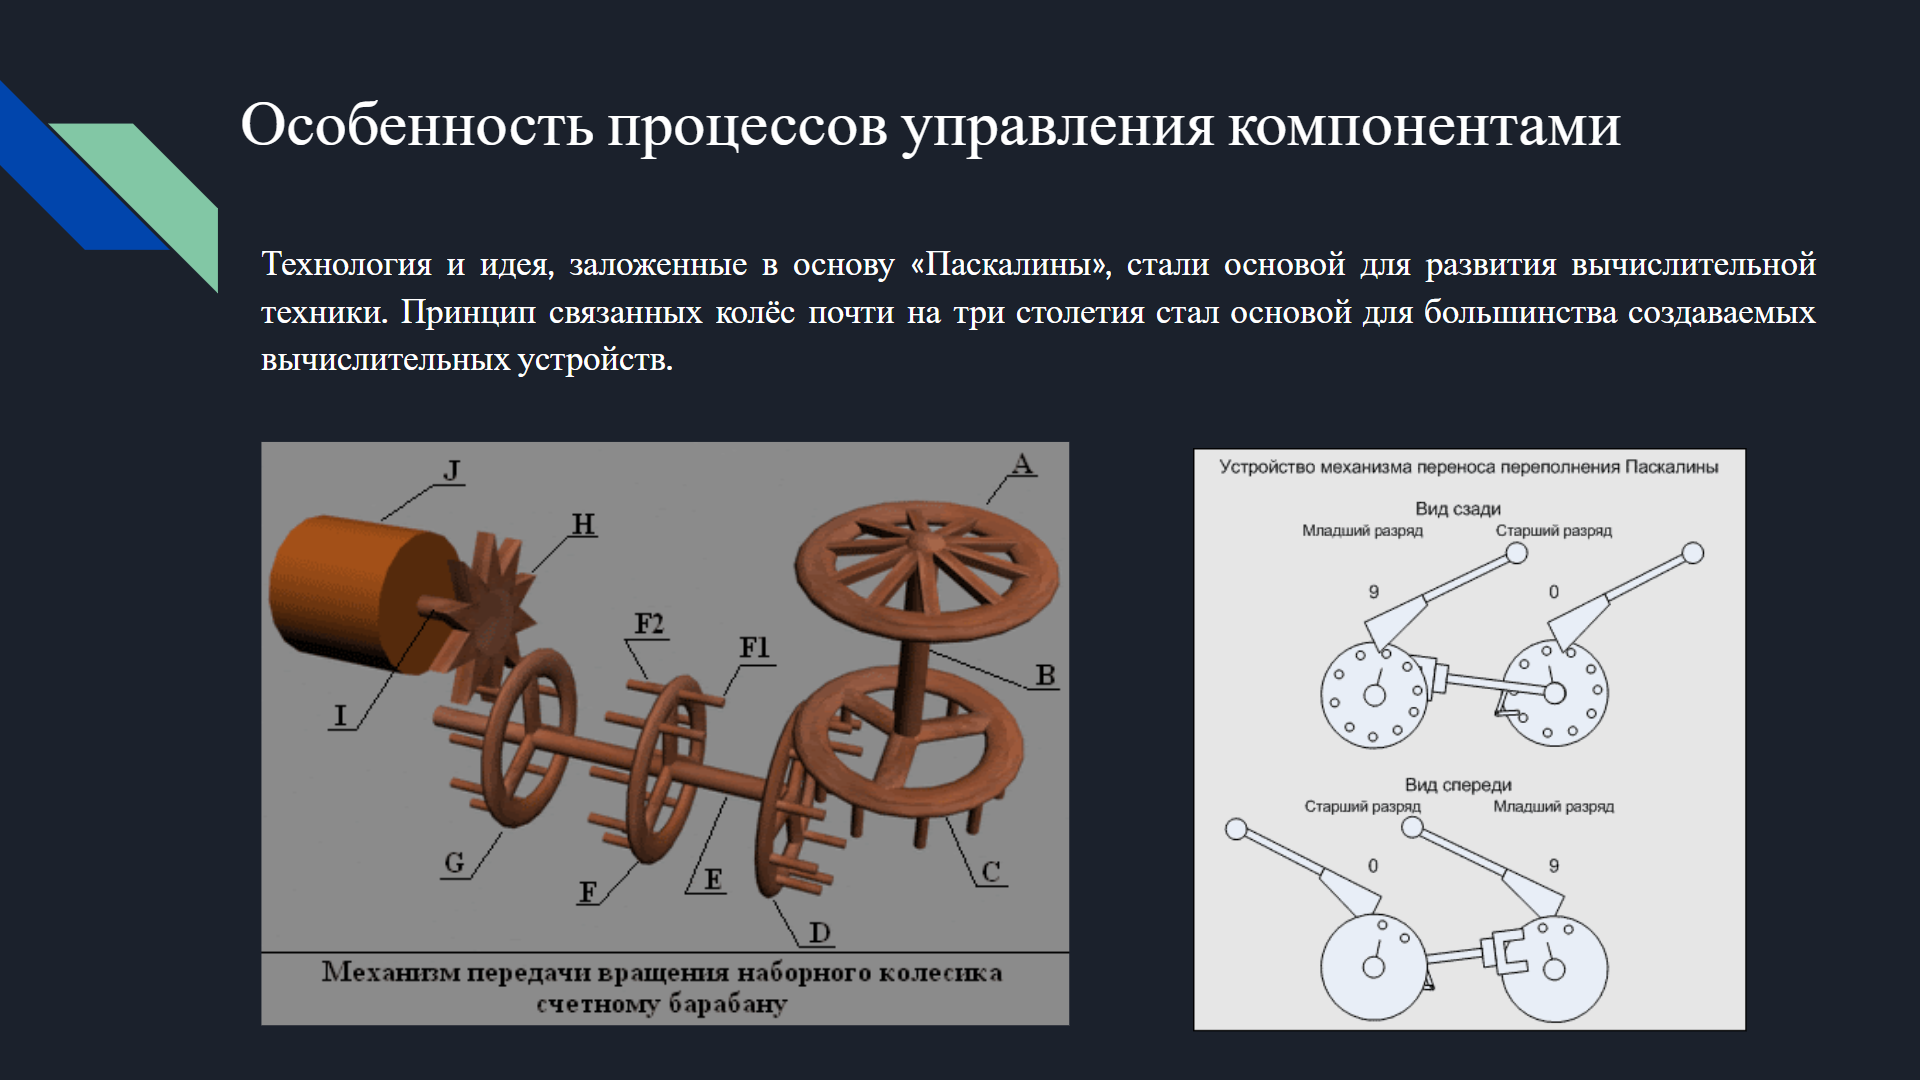 Особенность процессов управления компонентами
Технология и идея, заложенные в основу «Паскалины», стали основой для развития вычислительной
техники. Принцип связанных колёс почти на три столетия стал основой для большинства создаваемых
вычислительных устройств.
J
A
H
F2
F1
B
I
G
F
E
C
D
Механизм передачи вращения наборного колесика
счетному барабану
Устройство механизма переноса переполнения Паскалины
Вид сзади
Младший разряд Старший разряд
9 0
Вид спереди
Старший разряд Младший разряд
0 9